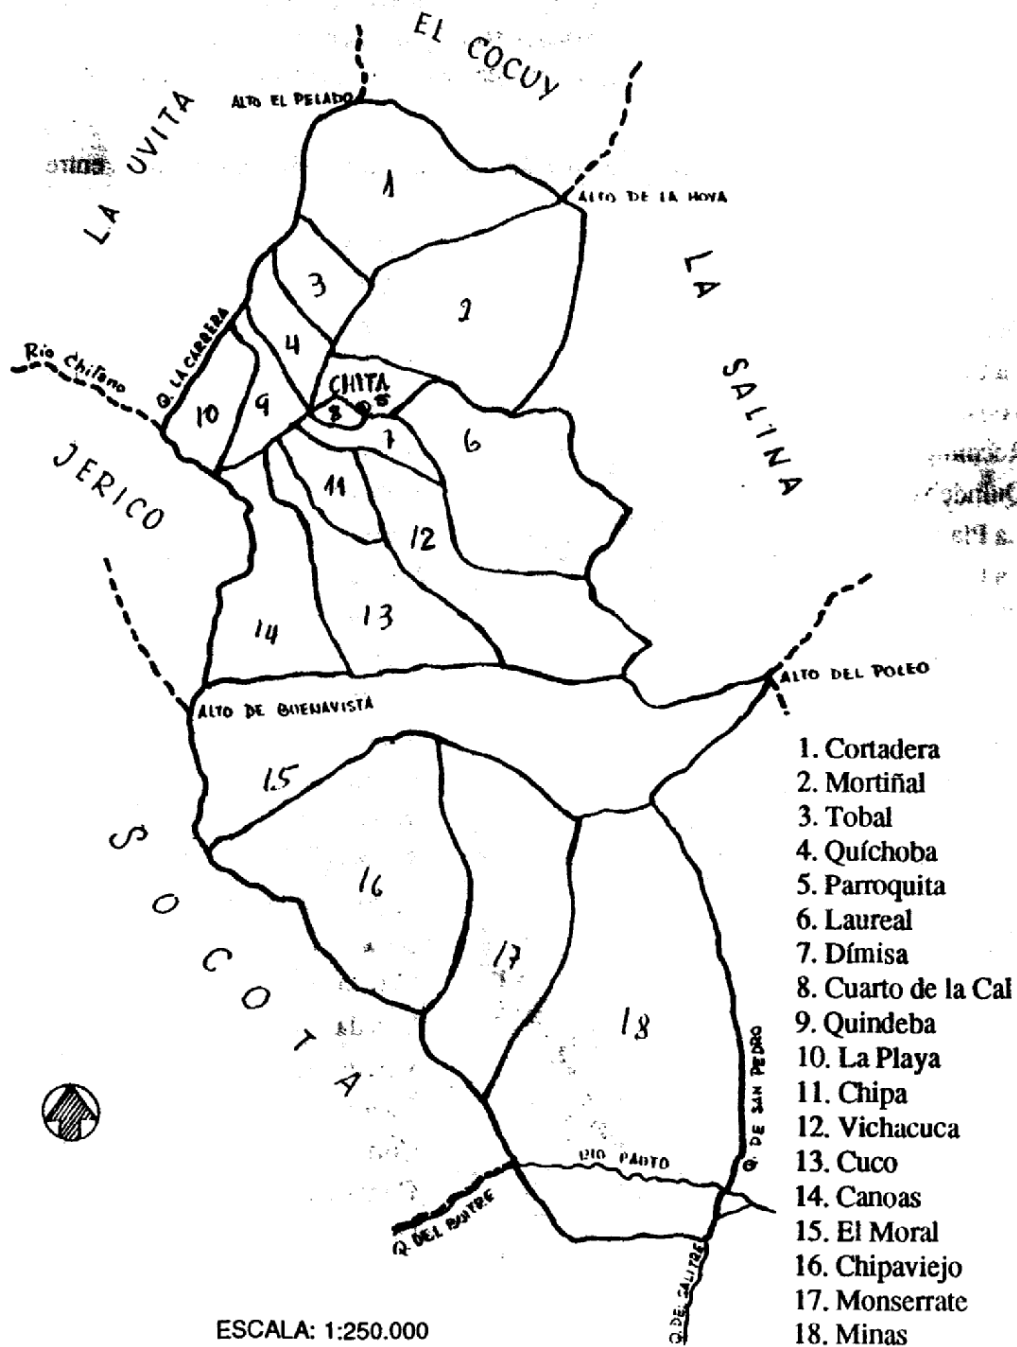 EL COCUY
ALTO EL PELADO
LA UVITA
1
ALTO DE LA HOYA
LA SALINA
3
2
Q. LA CARRERA
4
Rio Chitano
CHITA
5
10
9
8
7
6
JERICO
11
12
14
13
ALTO DEL POLEO
ALTO DE BUENAVISTA
15
SOCOTA
16
17
18
Q. DE SAN PEDRO
RIO PAUTO
Q. DEL BUITRE
Q. DEL SALITRE
1. Cortadera
2. Mortiñal
3. Tobal
4. Quíchoba
5. Parroquita
6. Laureal
7. Dímisa
8. Cuarto de la Cal
9. Quindeba
10. La Playa
11. Chipa
12. Vichacuca
13. Cuco
14. Canoas
15. El Moral
16. Chipaviejo
17. Monserrate
18. Minas
ESCALA: 1:250.000